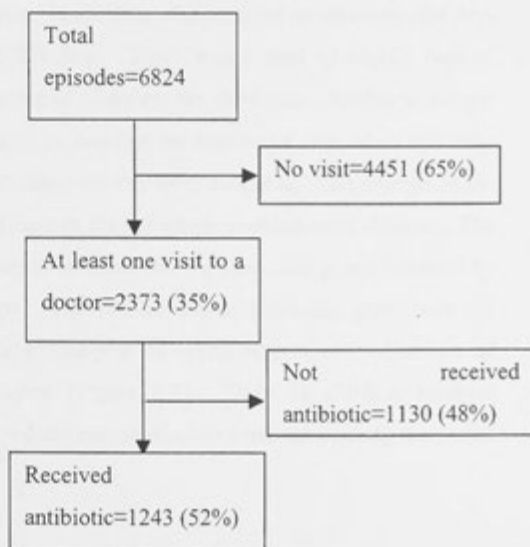 Total
episodes=6824
No visit=4451 (65%)
At least one visit to a
doctor=2373 (35%)
Not received
antibiotic=1130 (48%)
Received
antibiotic=1243 (52%)